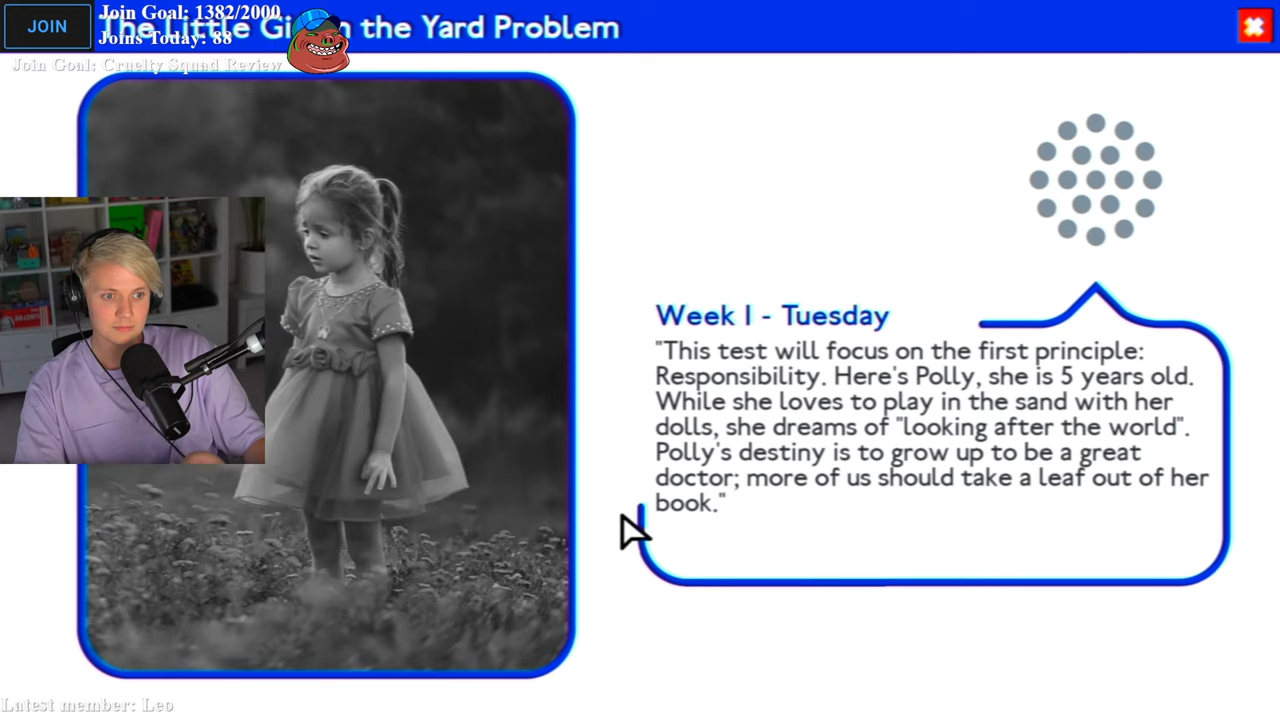 JOIN
Join Goal: 1382/2000
Joins Today: 88
The Little Gi n the Yard Problem
Join Goal: Cruelty Squad Review
Week 1 - Tuesday
"This test will focus on the first principle:
Responsibility. Here's Polly, she is 5 years old.
While she loves to play in the sand with her
dolls, she dreams of "looking after the world".
Polly's destiny is to grow up to be a great
doctor; more of us should take a leaf out of her
book."
Latest member: Leo